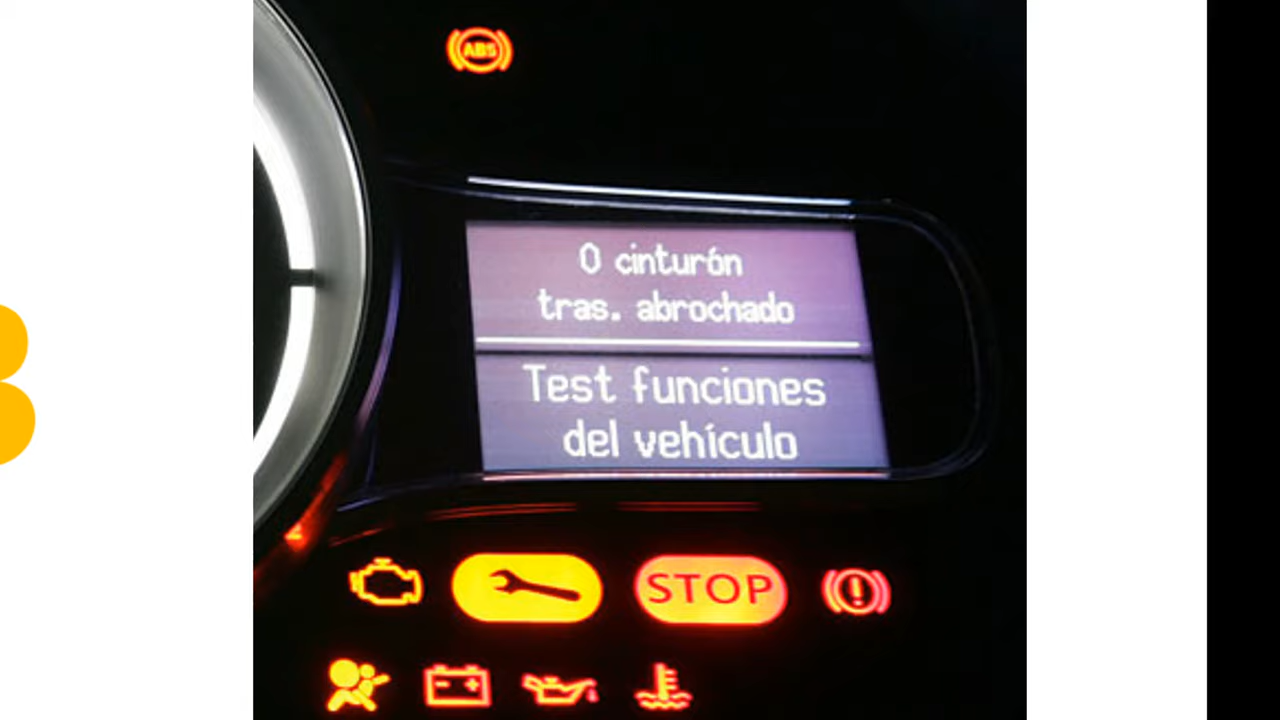 ABS
0 cinturón
tras. abrochado
Test funciones
del vehículo
STOP